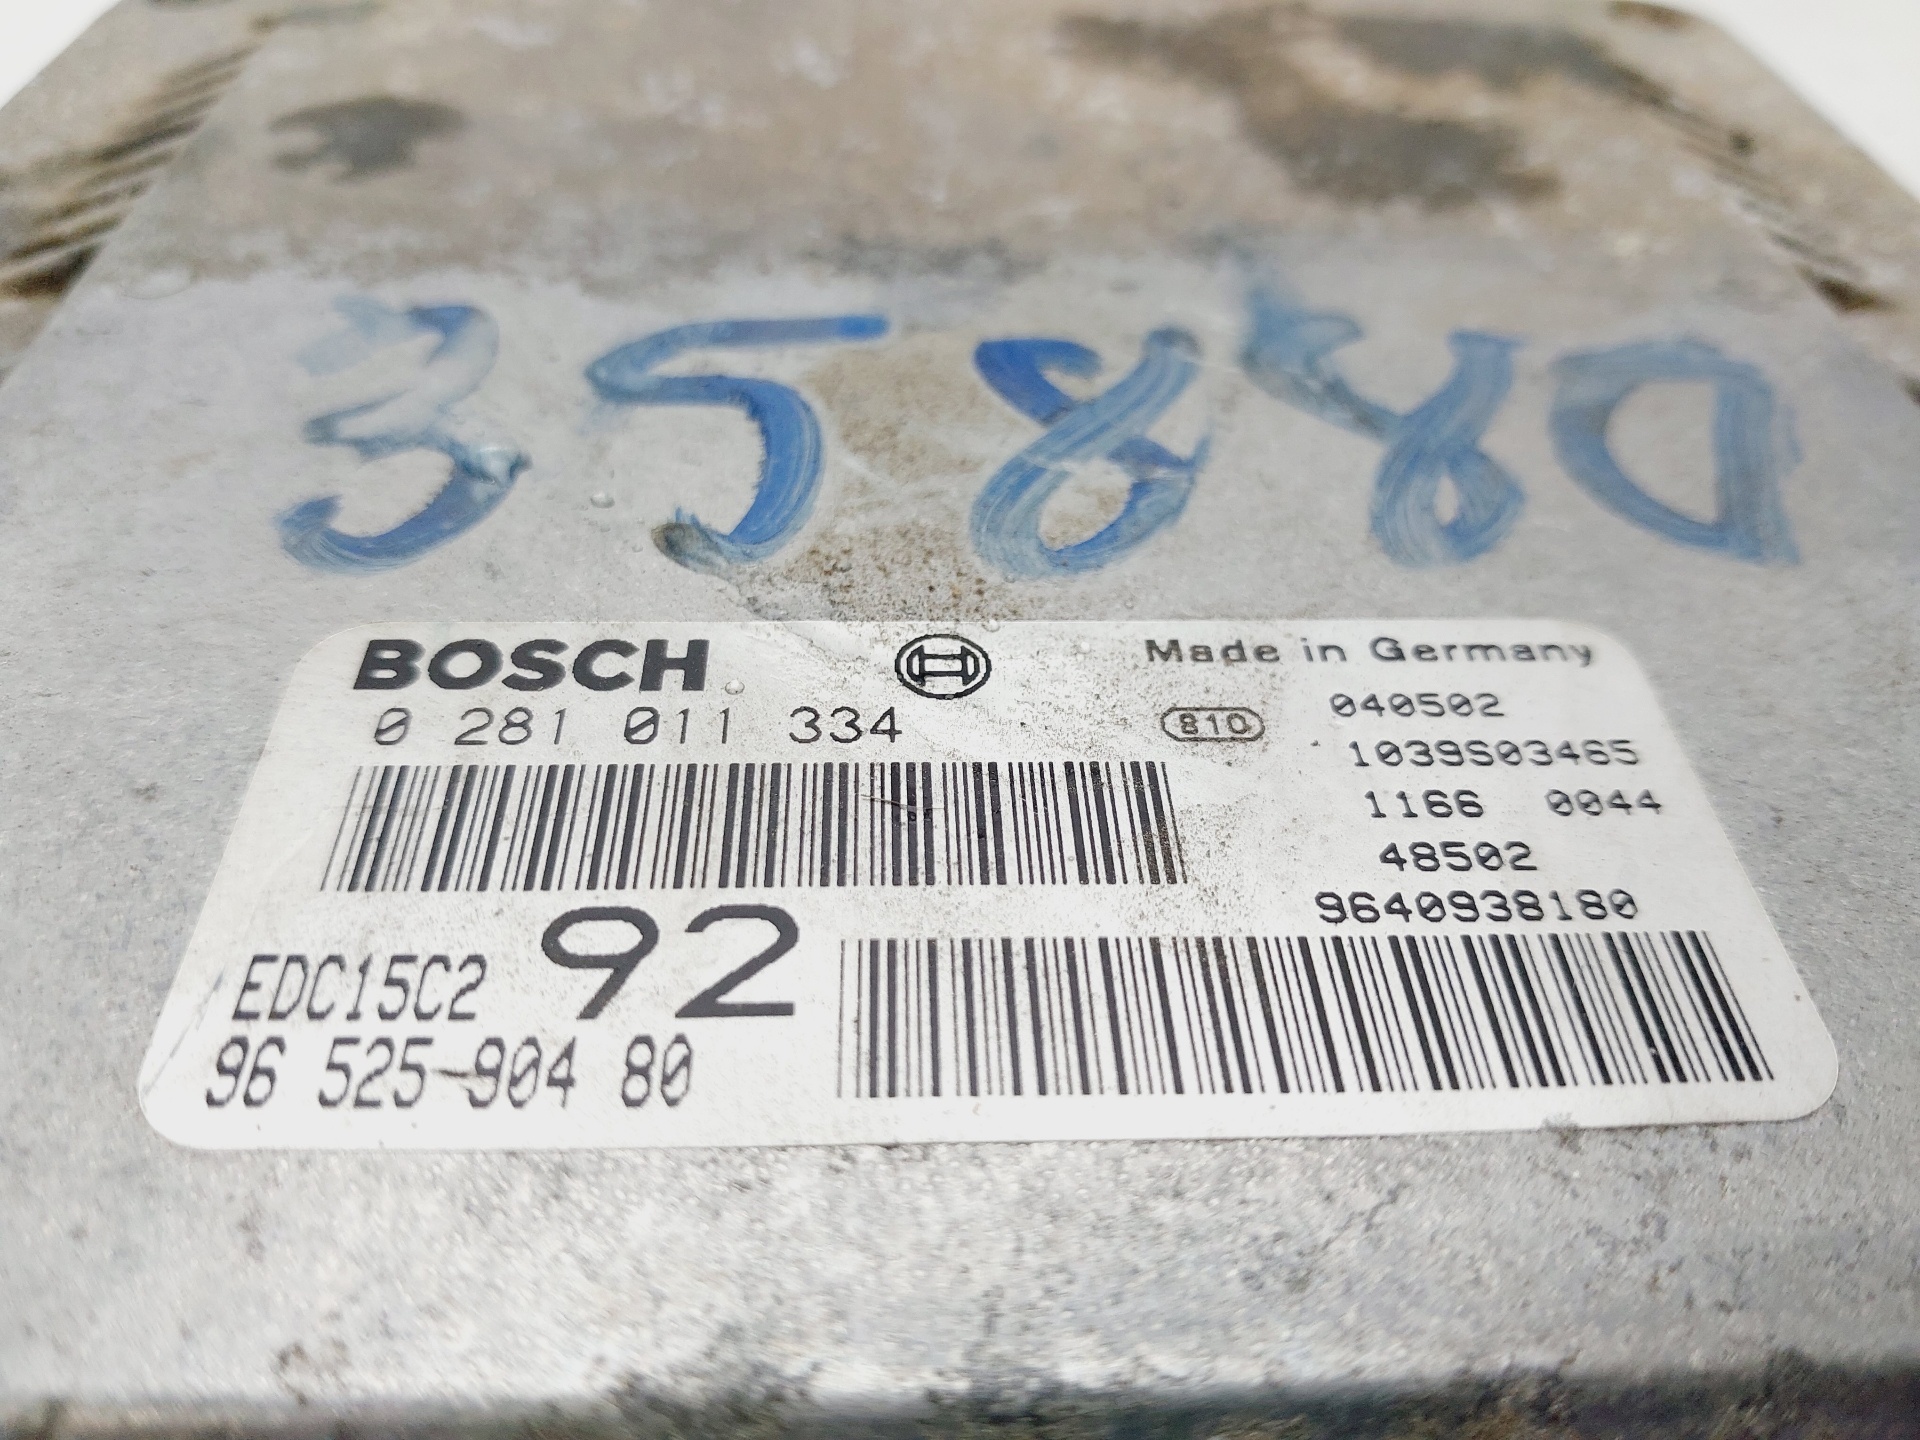 35880
BOSCH
Made in Germany
0 281 011 334
810
040502
1039S03465
1166 0044
48502
9640938180
EDC15C2 92
96 525-904 80